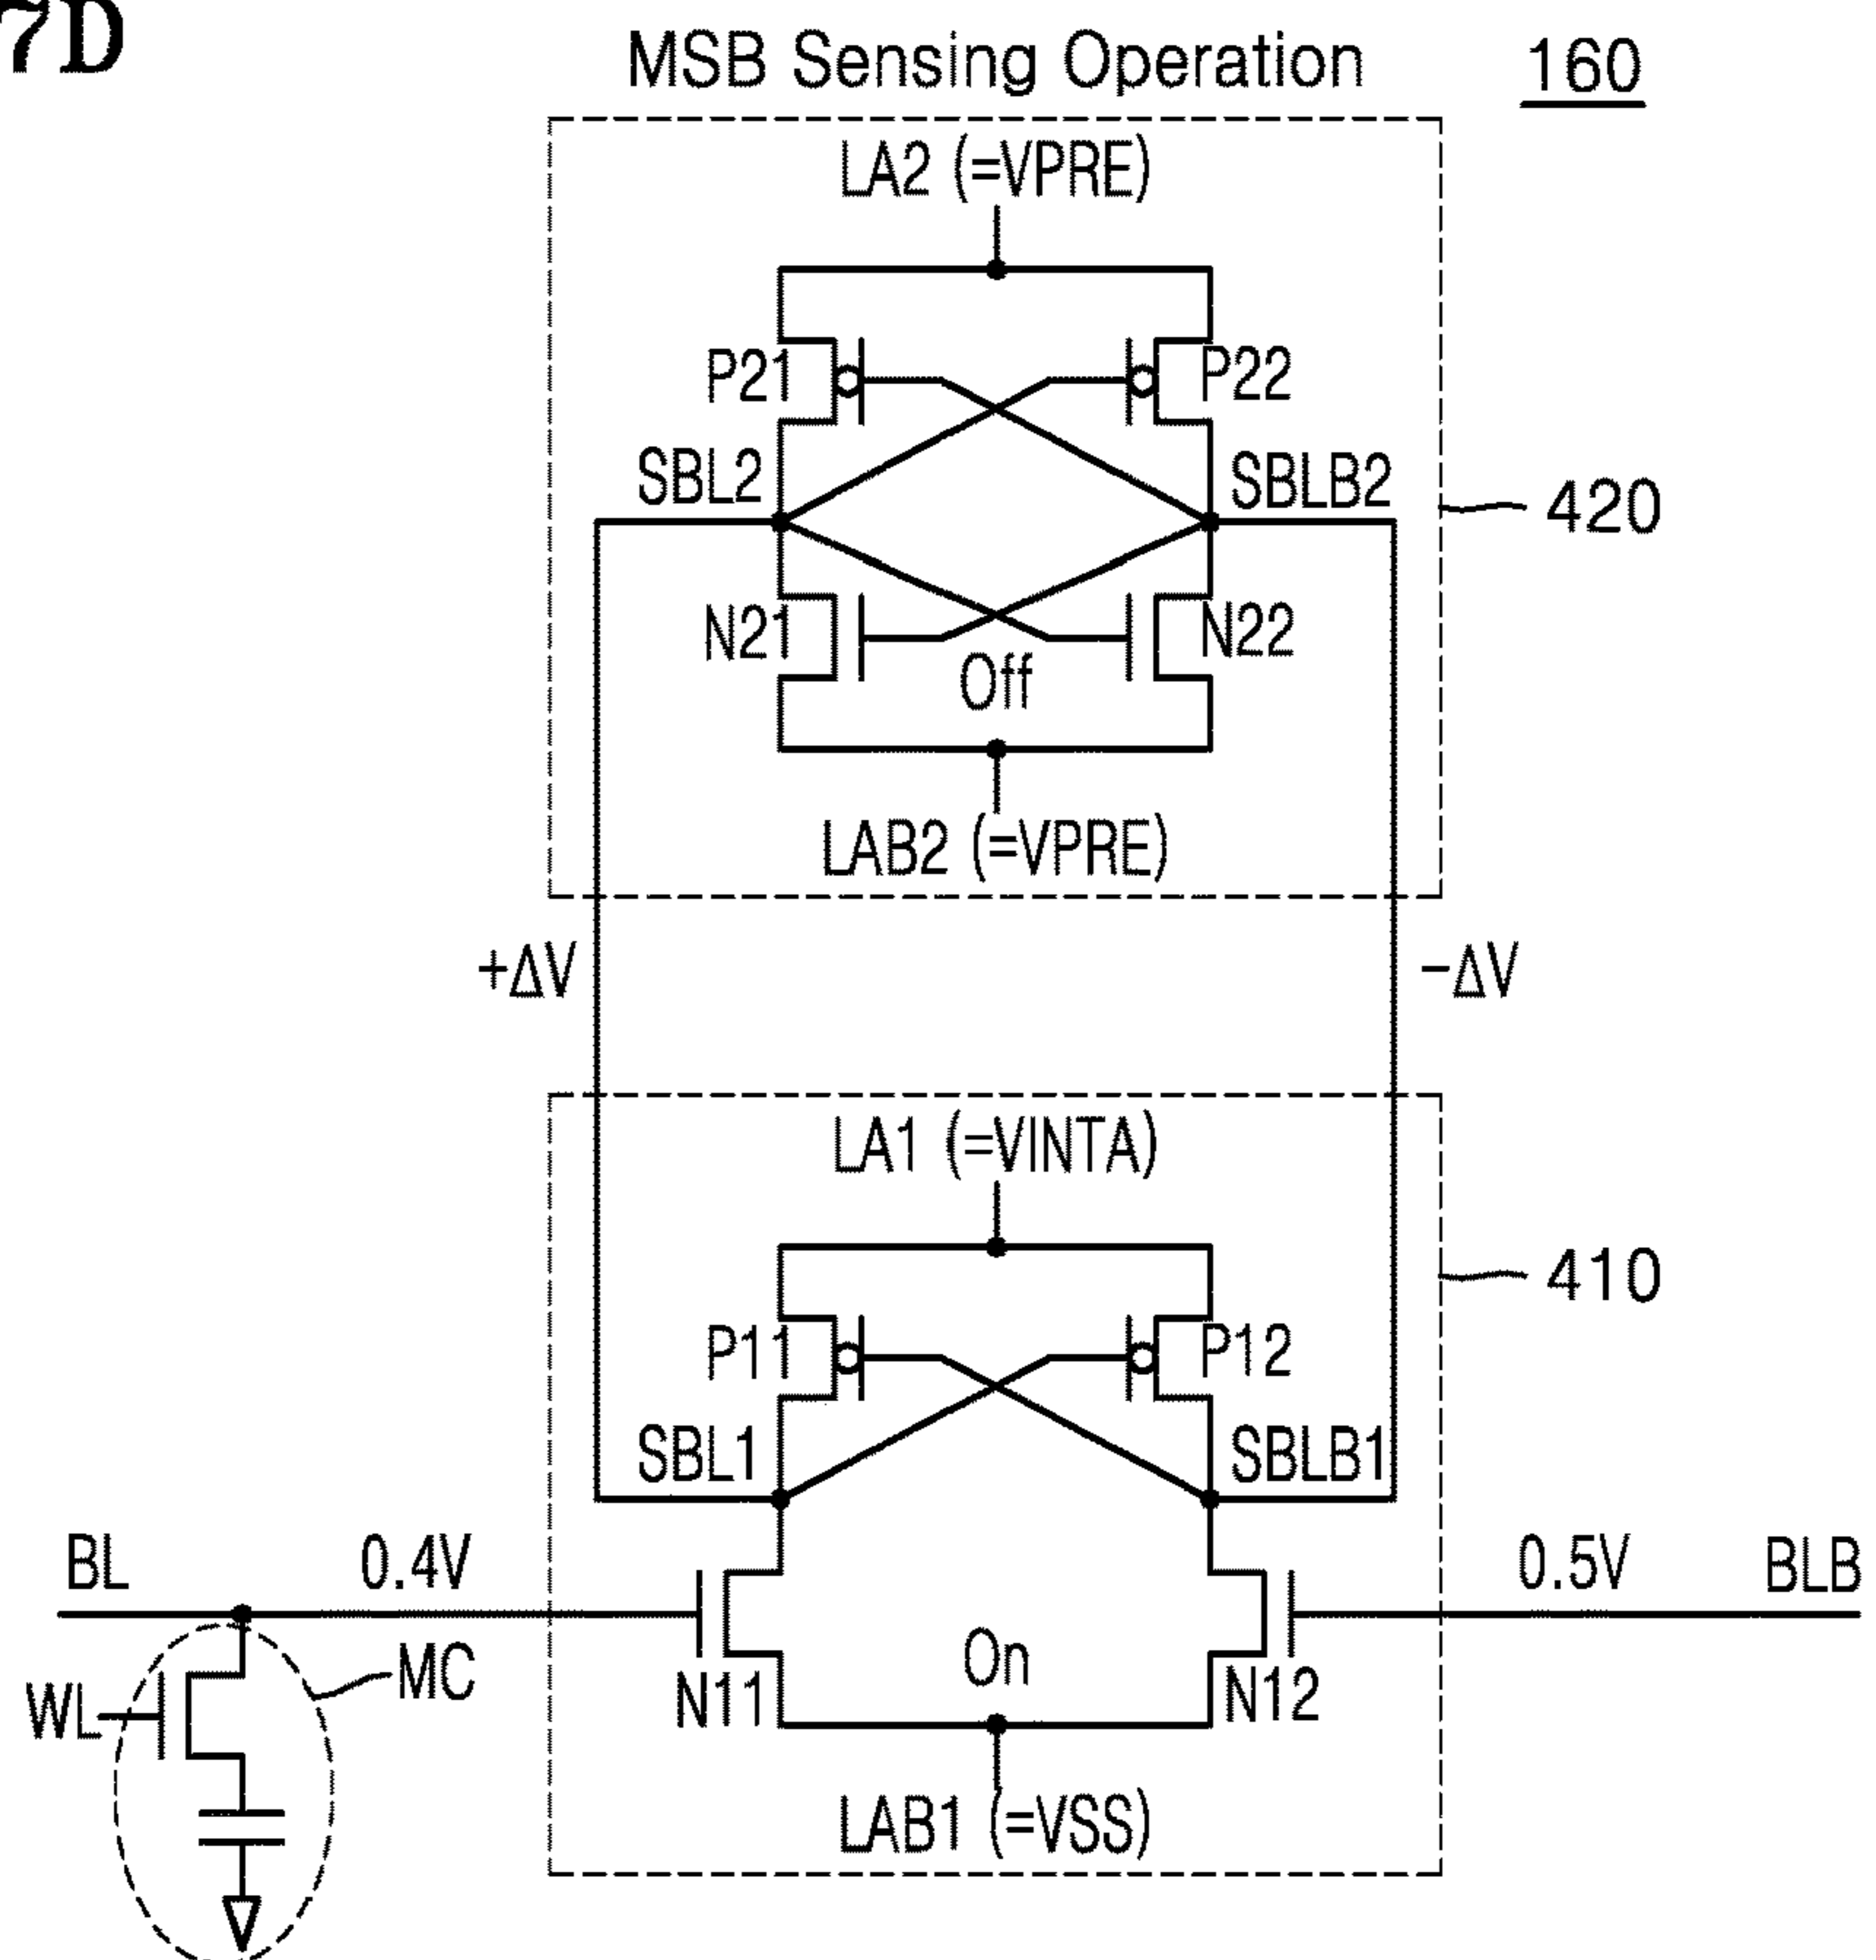 7D
MSB Sensing Operation 160
LA2 (=VPRE)
P21 P22
SBL2 SBLB2
420
N21 N22
Off
LAB2 (=VPRE)
+ΔV -ΔV
LA1 (=VINTA)
410
P11 P12
SBL1 SBLB1
BL 0.4V 0.5V BLB
MC On
WL N11 N12
LAB1 (=VSS)